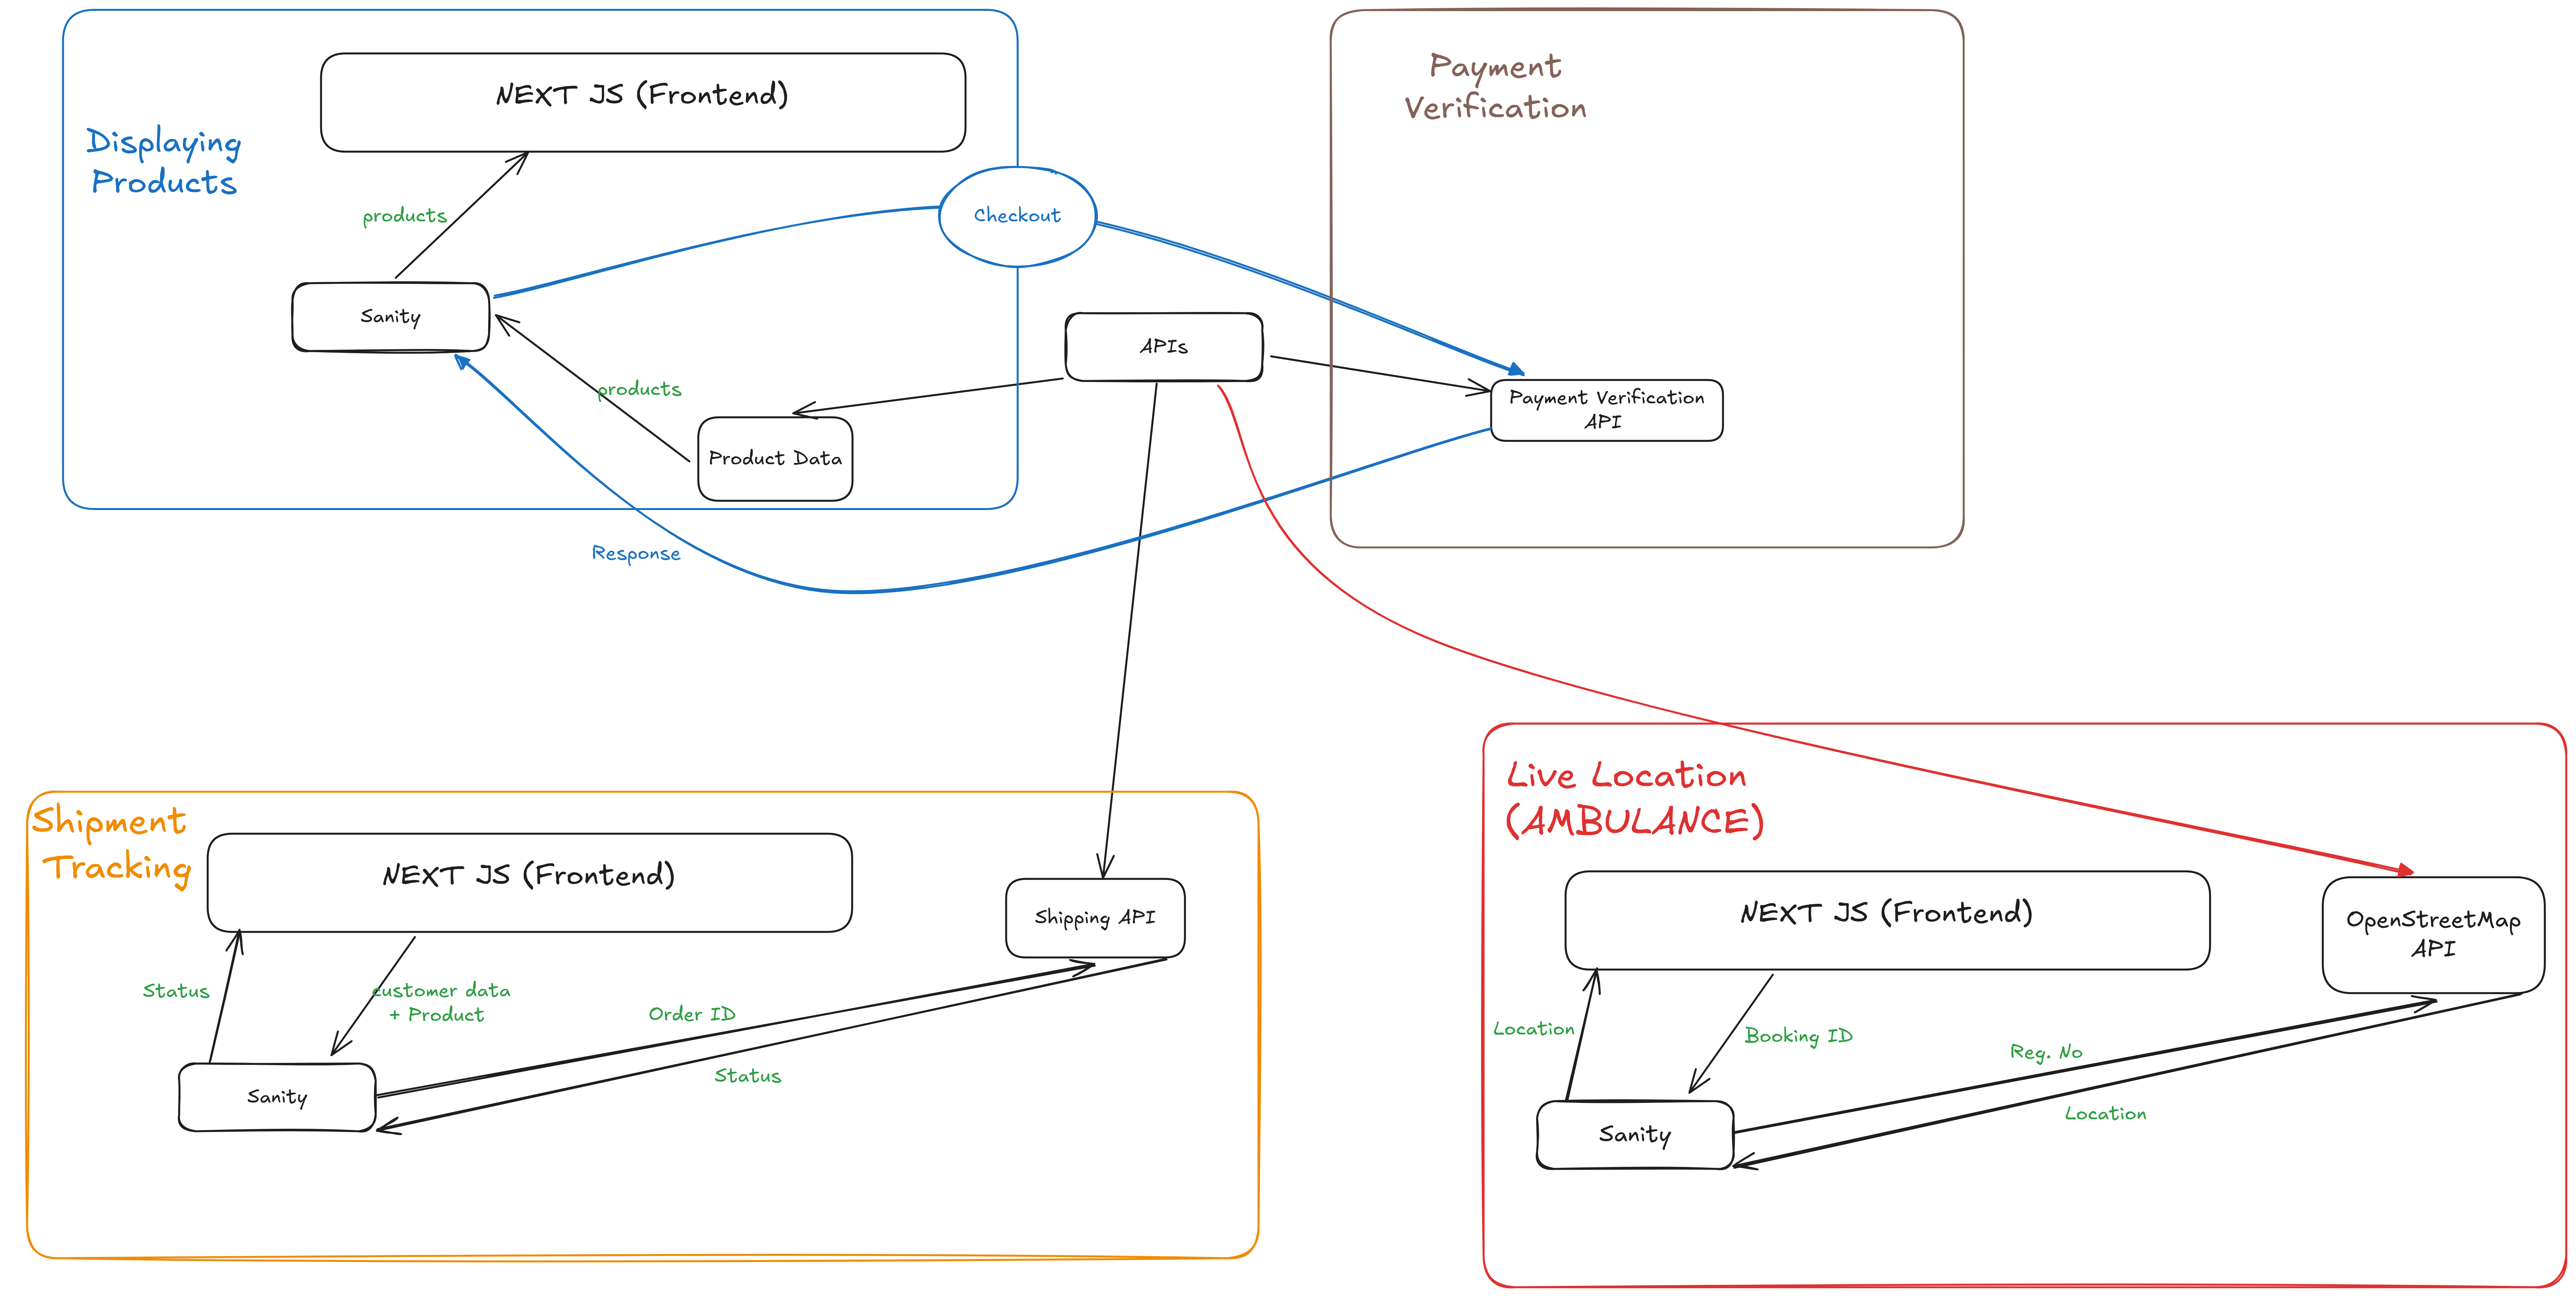 NEXT JS (Frontend)
Displaying
Products
products
Sanity
Checkout
products
Product Data
Response
APIs
Payment
Verification
Payment Verification
API
Shipment
Tracking
NEXT JS (Frontend)
Shipping API
Status
customer data
+ Product
Order ID
Status
Sanity
Live Location
(AMBULANCE)
NEXT JS (Frontend)
OpenStreetMap
API
Location
Booking ID
Reg. No
Location
Sanity